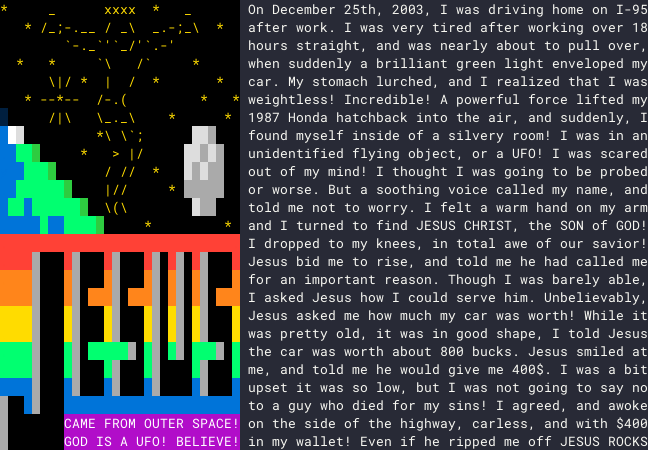 JESUS
CAME FROM OUTER SPACE!
GOD IS A UFO! BELIEVE!
On December 25th, 2003, I was driving home on I-95
after work. I was very tired after working over 18
hours straight, and was nearly about to pull over,
when suddenly a brilliant green light enveloped my
car. My stomach lurched, and I realized that I was
weightless! Incredible! A powerful force lifted my
1987 Honda hatchback into the air, and suddenly, I
found myself inside of a silvery room! I was in an
unidentified flying object, or a UFO! I was scared
out of my mind! I thought I was going to be probed
or worse. But a soothing voice called my name, and
told me not to worry. I felt a warm hand on my arm
and I turned to find JESUS CHRIST, the SON of GOD!
I dropped to my knees, in total awe of our savior!
Jesus bid me to rise, and told me he had called me
for an important reason. Though I was barely able,
I asked Jesus how I could serve him. Unbelievably,
Jesus asked me how much my car was worth! While it
was pretty old, it was in good shape, I told Jesus
the car was worth about 800 bucks. Jesus smiled at
me, and told me he would give me 400$. I was a bit
upset it was so low, but I was not going to say no
to a guy who died for my sins! I agreed, and awoke
on the side of the highway, carless, and with $400
in my wallet! Even if he ripped me off JESUS ROCKS